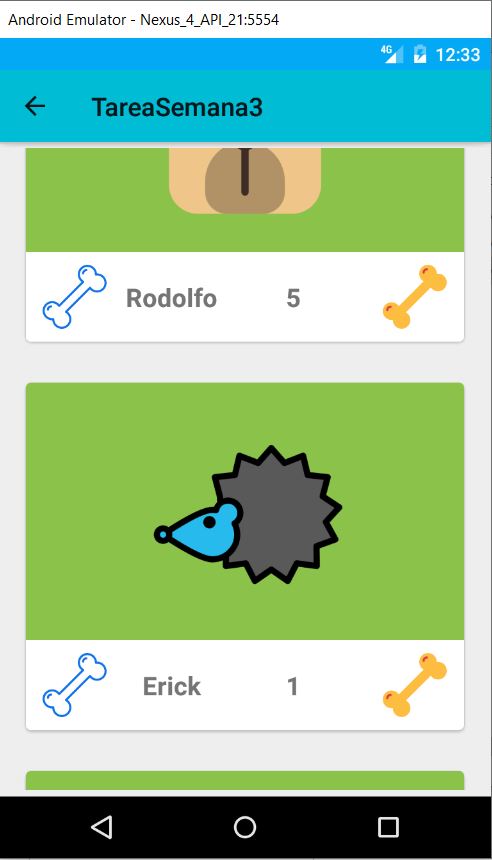 Android Emulator - Nexus_4_API_21:5554
4G 12:33
TareaSemana3
Rodolfo 5
Erick 1